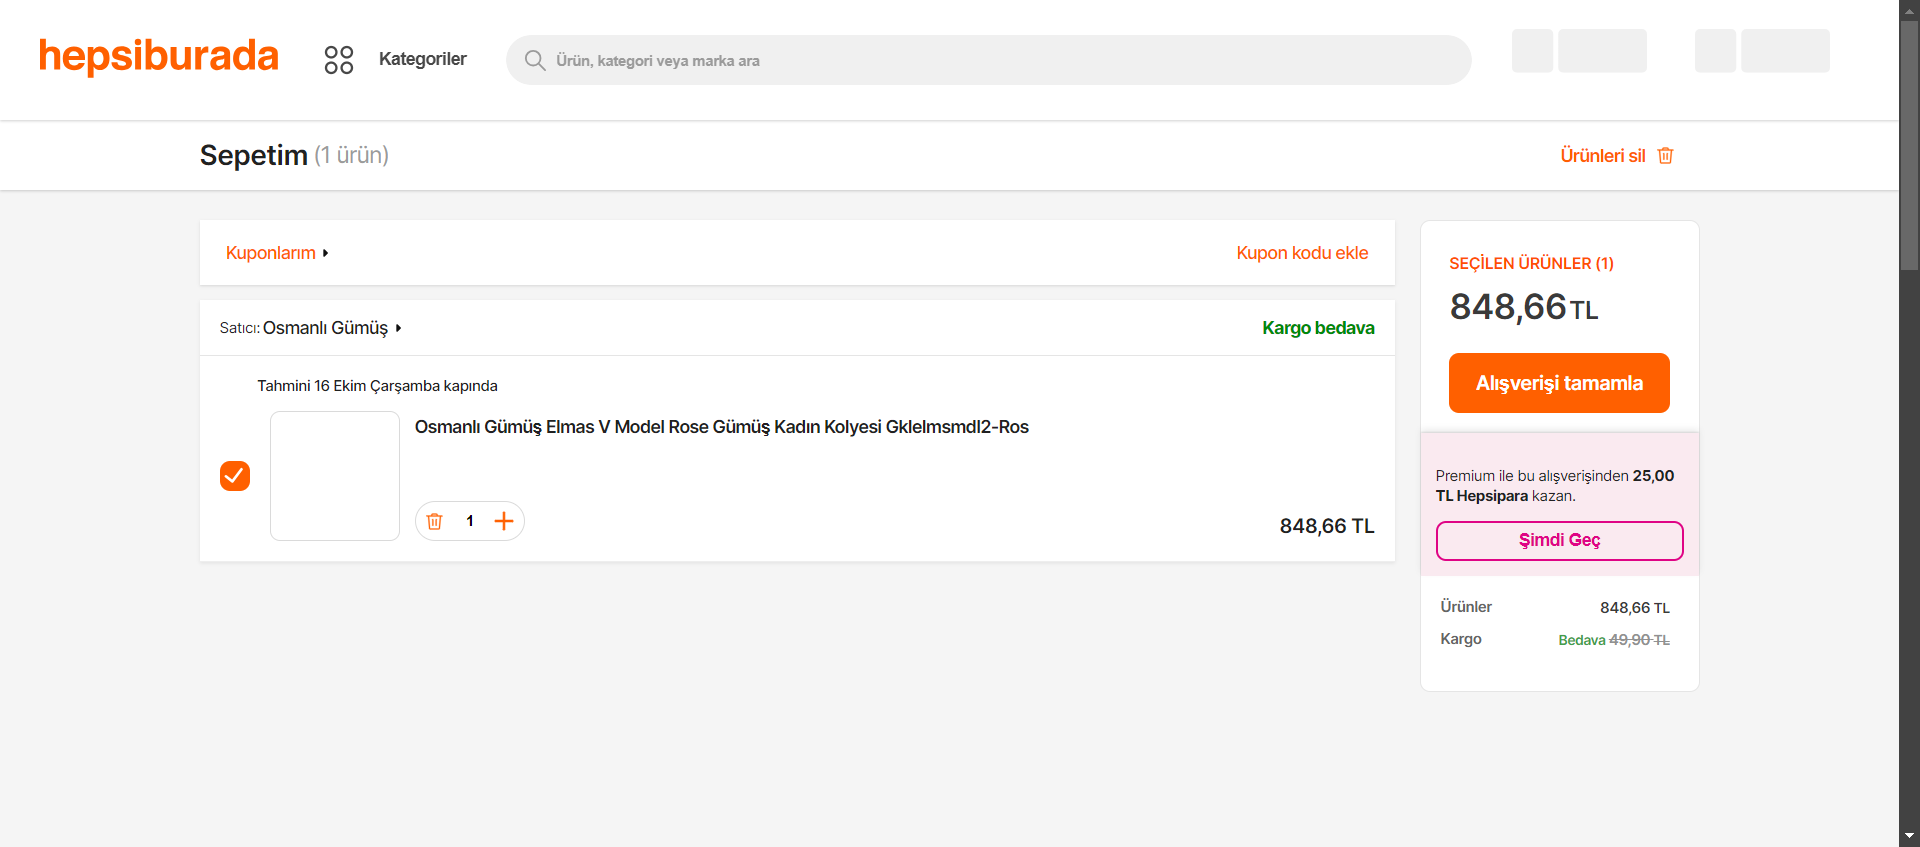 hepsiburada
Kategoriler
Ürün, kategori veya marka ara
Sepetim (1 ürün)
Ürünleri sil
Kuponlarım
Kupon kodu ekle
Satıcı: Osmanlı Gümüş
Kargo bedava
Tahmini 16 Ekim Çarşamba kapında
Osmanlı Gümüş Elmas V Model Rose Gümüş Kadın Kolyesi Gklelmsmdl2-Ros
1
848,66 TL
SEÇİLEN ÜRÜNLER (1)
848,66 TL
Alışverişi tamamla
Premium ile bu alışverişinden 25,00
TL Hepsipara kazan.
Şimdi Geç
Ürünler 848,66 TL
Kargo Bedava 49,90 TL